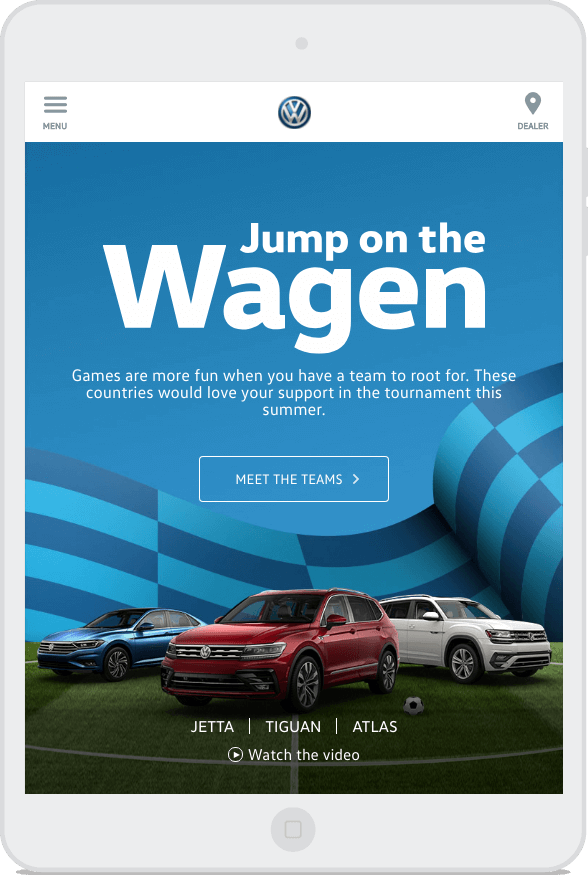 MENU
DEALER
Jump on the
Wagen
Games are more fun when you have a team to root for. These
countries would love your support in the tournament this
summer.
MEET THE TEAMS
JETTA | TIGUAN | ATLAS
Watch the video